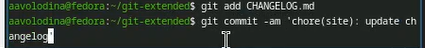 aavolodina@fedora:~/git-extended$ git add CHANGELOG.md
aavolodina@fedora:~/git-extended$ git commit -am 'chore(site): update ch
angelog'